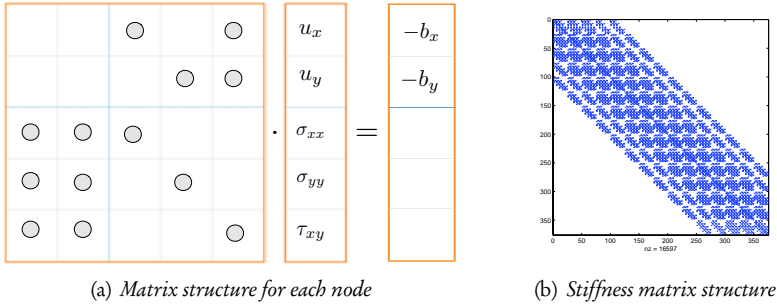 u_x
u_y
σ_xx
σ_yy
τ_xy
·
=
−b_x
−b_y
0
50
100
150
200
250
300
350
0 50 100 150 200 250 300 350
nz = 16597
(a) Matrix structure for each node
(b) Stiffness matrix structure